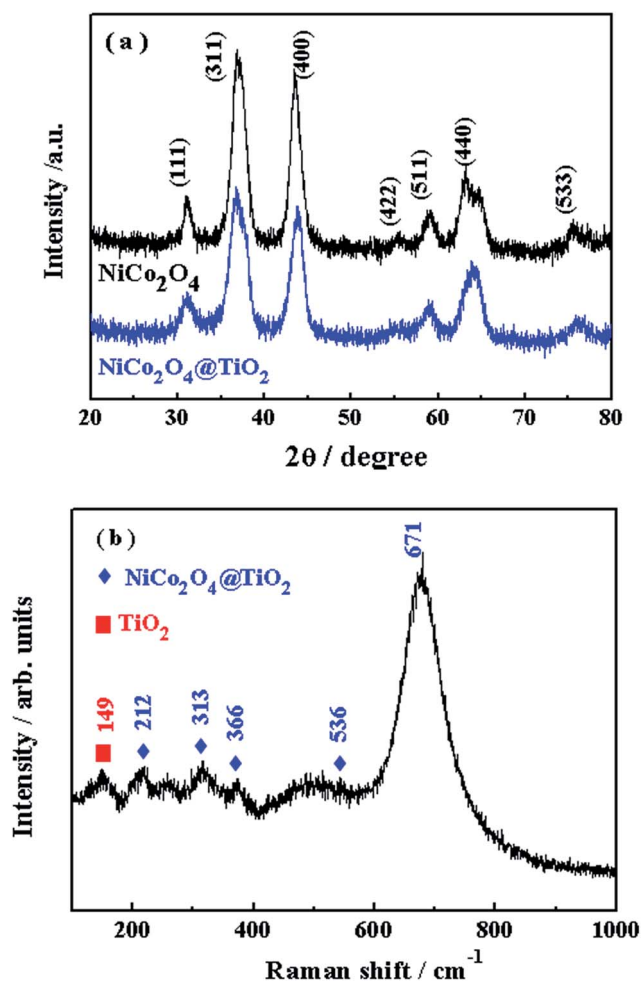 (a)
(111)
(311)
(400)
(422)
(511)
(440)
(533)
Intensity /a.u.
NiCo₂O₄
NiCo₂O₄@TiO₂
20 30 40 50 60 70 80
2θ / degree
(b)
NiCo₂O₄@TiO₂
TiO₂
149
212
313
366
536
671
Intensity / arb. units
200 400 600 800 1000
Raman shift / cm⁻¹